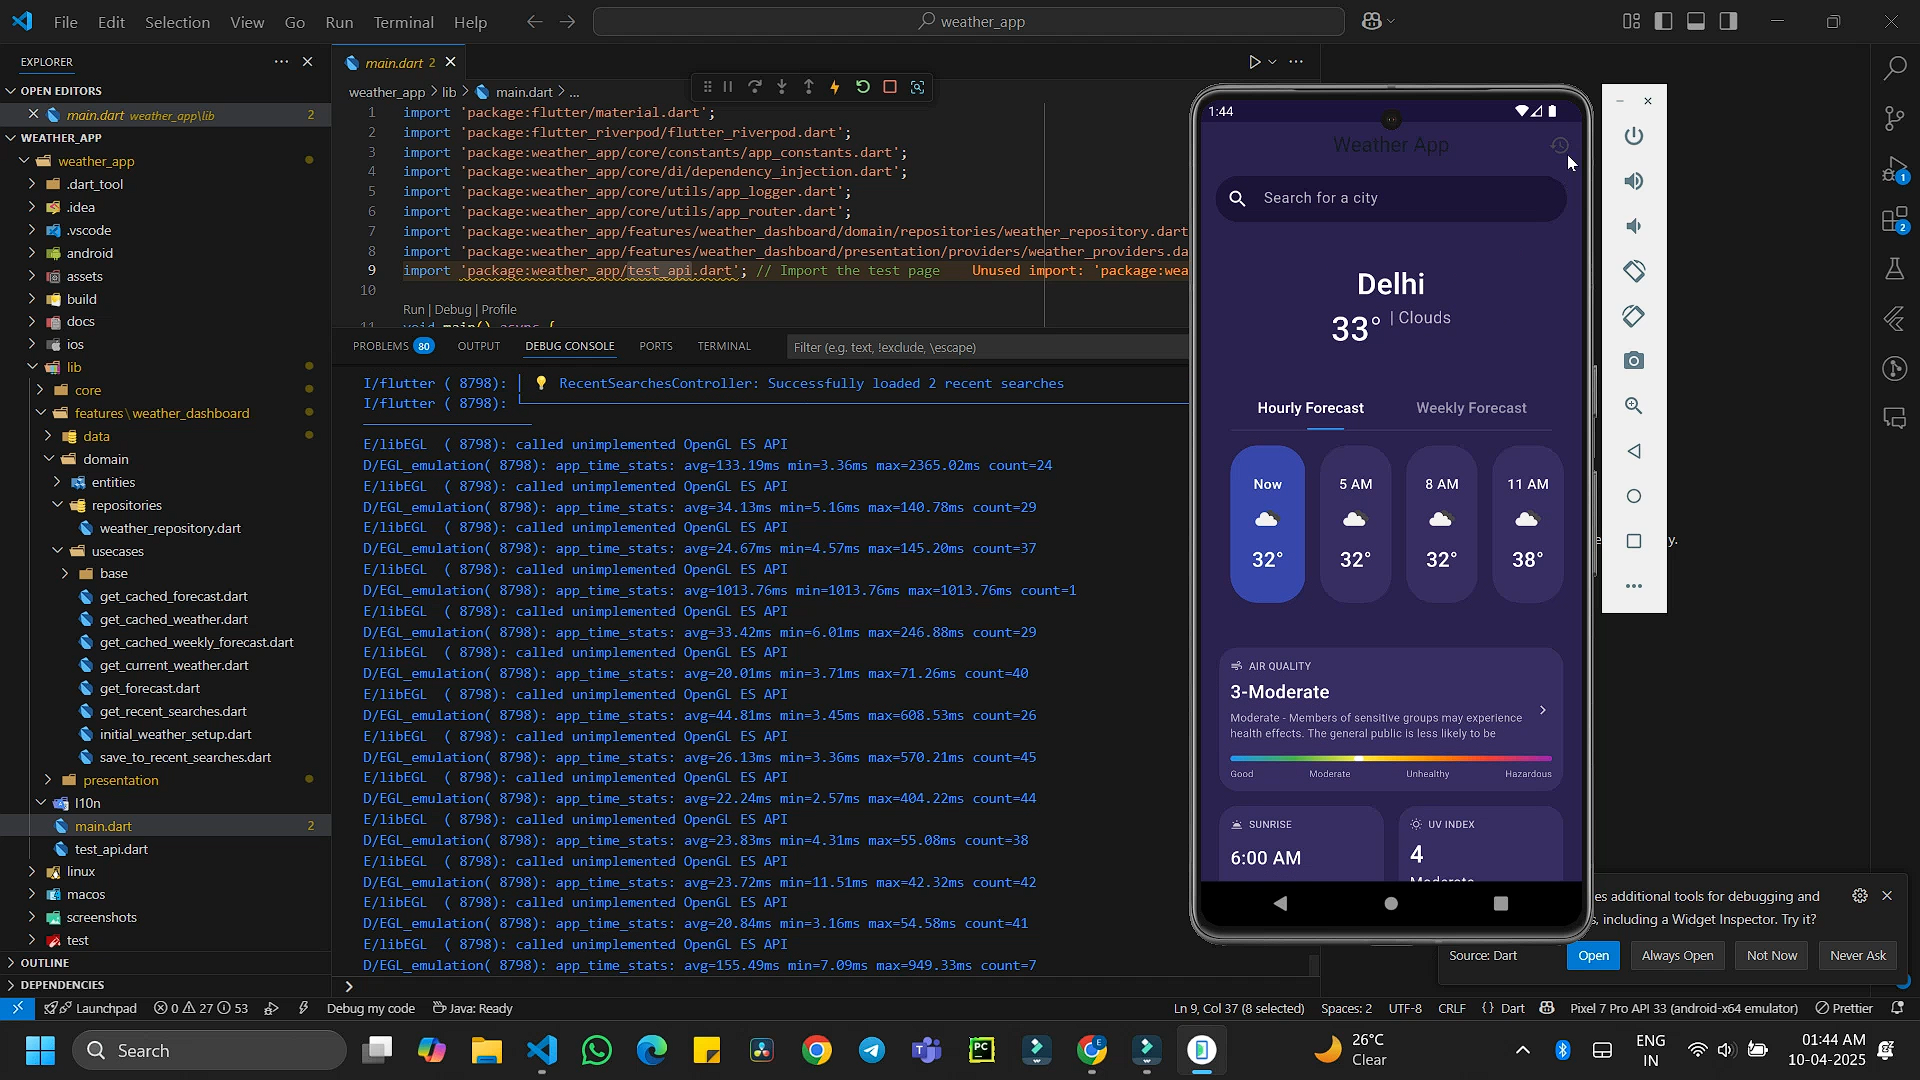 File Edit Selection View Go Run Terminal Help
weather_app
EXPLORER
OPEN EDITORS
main.dart weather_app\lib 2
WEATHER_APP
weather_app
.dart_tool
.idea
.vscode
android
assets
build
docs
ios
lib
core
features\weather_dashboard
data
domain
entities
repositories
weather_repository.dart
usecases
base
get_cached_forecast.dart
get_cached_weather.dart
get_cached_weekly_forecast.dart
get_current_weather.dart
get_forecast.dart
get_recent_searches.dart
initial_weather_setup.dart
save_to_recent_searches.dart
presentation
l10n
main.dart 2
test_api.dart
linux
macos
screenshots
test
OUTLINE
DEPENDENCIES
main.dart 2
weather_app > lib > main.dart > ...
1 import 'package:flutter/material.dart';
2 import 'package:flutter_riverpod/flutter_riverpod.dart';
3 import 'package:weather_app/core/constants/app_constants.dart';
4 import 'package:weather_app/core/di/dependency_injection.dart';
5 import 'package:weather_app/core/utils/app_logger.dart';
6 import 'package:weather_app/core/utils/app_router.dart';
7 import 'package:weather_app/features/weather_dashboard/domain/repositories/weather_repository.dart
8 import 'package:weather_app/features/weather_dashboard/presentation/providers/weather_providers.da
9 import 'package:weather_app/test_api.dart'; // Import the test page Unused import: 'package:wea
10
Run | Debug | Profile
11 void main() async {
PROBLEMS 80 OUTPUT DEBUG CONSOLE PORTS TERMINAL Filter (e.g. text, !exclude, \escape)
I/flutter ( 8798): │ 💡 RecentSearchesController: Successfully loaded 2 recent searches
I/flutter ( 8798):
E/libEGL ( 8798): called unimplemented OpenGL ES API
D/EGL_emulation( 8798): app_time_stats: avg=133.19ms min=3.36ms max=2365.02ms count=24
E/libEGL ( 8798): called unimplemented OpenGL ES API
D/EGL_emulation( 8798): app_time_stats: avg=34.13ms min=5.16ms max=140.78ms count=29
E/libEGL ( 8798): called unimplemented OpenGL ES API
D/EGL_emulation( 8798): app_time_stats: avg=24.67ms min=4.57ms max=145.20ms count=37
E/libEGL ( 8798): called unimplemented OpenGL ES API
D/EGL_emulation( 8798): app_time_stats: avg=1013.76ms min=1013.76ms max=1013.76ms count=1
E/libEGL ( 8798): called unimplemented OpenGL ES API
D/EGL_emulation( 8798): app_time_stats: avg=33.42ms min=6.01ms max=246.88ms count=29
E/libEGL ( 8798): called unimplemented OpenGL ES API
D/EGL_emulation( 8798): app_time_stats: avg=20.01ms min=3.71ms max=71.26ms count=40
E/libEGL ( 8798): called unimplemented OpenGL ES API
D/EGL_emulation( 8798): app_time_stats: avg=44.81ms min=3.45ms max=608.53ms count=26
E/libEGL ( 8798): called unimplemented OpenGL ES API
D/EGL_emulation( 8798): app_time_stats: avg=26.13ms min=3.36ms max=570.21ms count=45
E/libEGL ( 8798): called unimplemented OpenGL ES API
D/EGL_emulation( 8798): app_time_stats: avg=22.24ms min=2.57ms max=404.22ms count=44
E/libEGL ( 8798): called unimplemented OpenGL ES API
D/EGL_emulation( 8798): app_time_stats: avg=23.83ms min=4.31ms max=55.08ms count=38
E/libEGL ( 8798): called unimplemented OpenGL ES API
D/EGL_emulation( 8798): app_time_stats: avg=23.72ms min=11.51ms max=42.32ms count=42
E/libEGL ( 8798): called unimplemented OpenGL ES API
D/EGL_emulation( 8798): app_time_stats: avg=20.84ms min=3.16ms max=54.58ms count=41
E/libEGL ( 8798): called unimplemented OpenGL ES API
D/EGL_emulation( 8798): app_time_stats: avg=155.49ms min=7.09ms max=949.33ms count=7
1:44
Weather App
Search for a city
Delhi
33° | Clouds
Hourly Forecast Weekly Forecast
Now 5 AM 8 AM 11 AM
32° 32° 32° 38°
AIR QUALITY
3-Moderate
Moderate - Members of sensitive groups may experience
health effects. The general public is less likely to be
Good Moderate Unhealthy Hazardous
SUNRISE UV INDEX
6:00 AM 4
Moderate
y.
1
2
es additional tools for debugging and
s, including a Widget Inspector. Try it?
Source: Dart Open Always Open Not Now Never Ask
Launchpad 0 27 53 Debug my code Java: Ready Ln 9, Col 37 (8 selected) Spaces: 2 UTF-8 CRLF {} Dart Pixel 7 Pro API 33 (android-x64 emulator) Prettier
Search
PC
E
26°C
Clear
ENG
IN
01:44 AM
10-04-2025